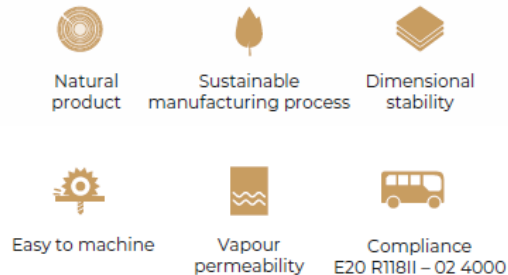 Natural
product
Sustainable
manufacturing process
Dimensional
stability
Easy to machine
Vapour
permeability
Compliance
E20 R118II – 02 4000